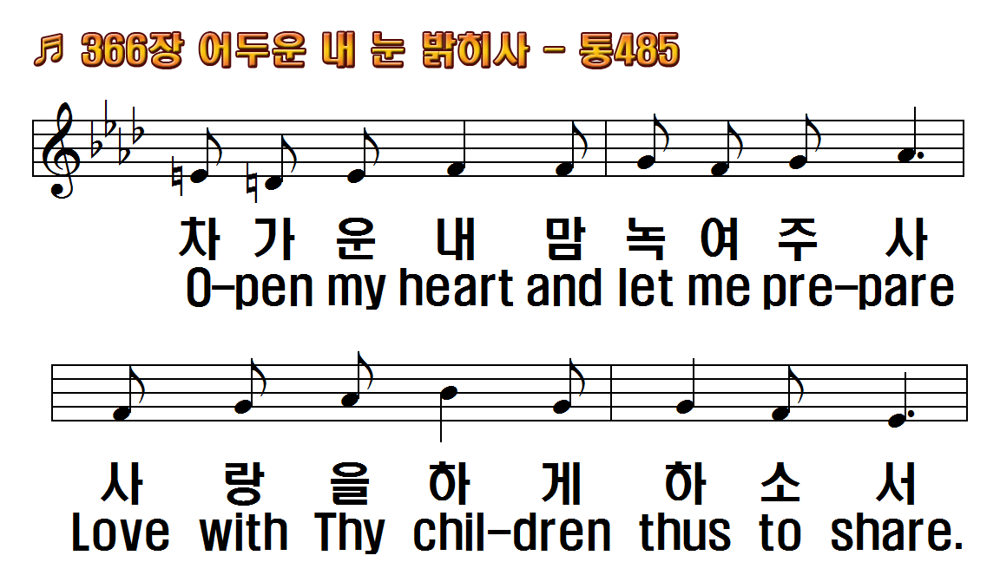 ♬ 366장 어두운 내 눈 밝히사 - 통485
차 가 운 내 맘 녹 여 주 사
O-pen my heart and let me pre-pare
사 랑 을 하 게 하 소 서
Love with Thy chil-dren thus to share.